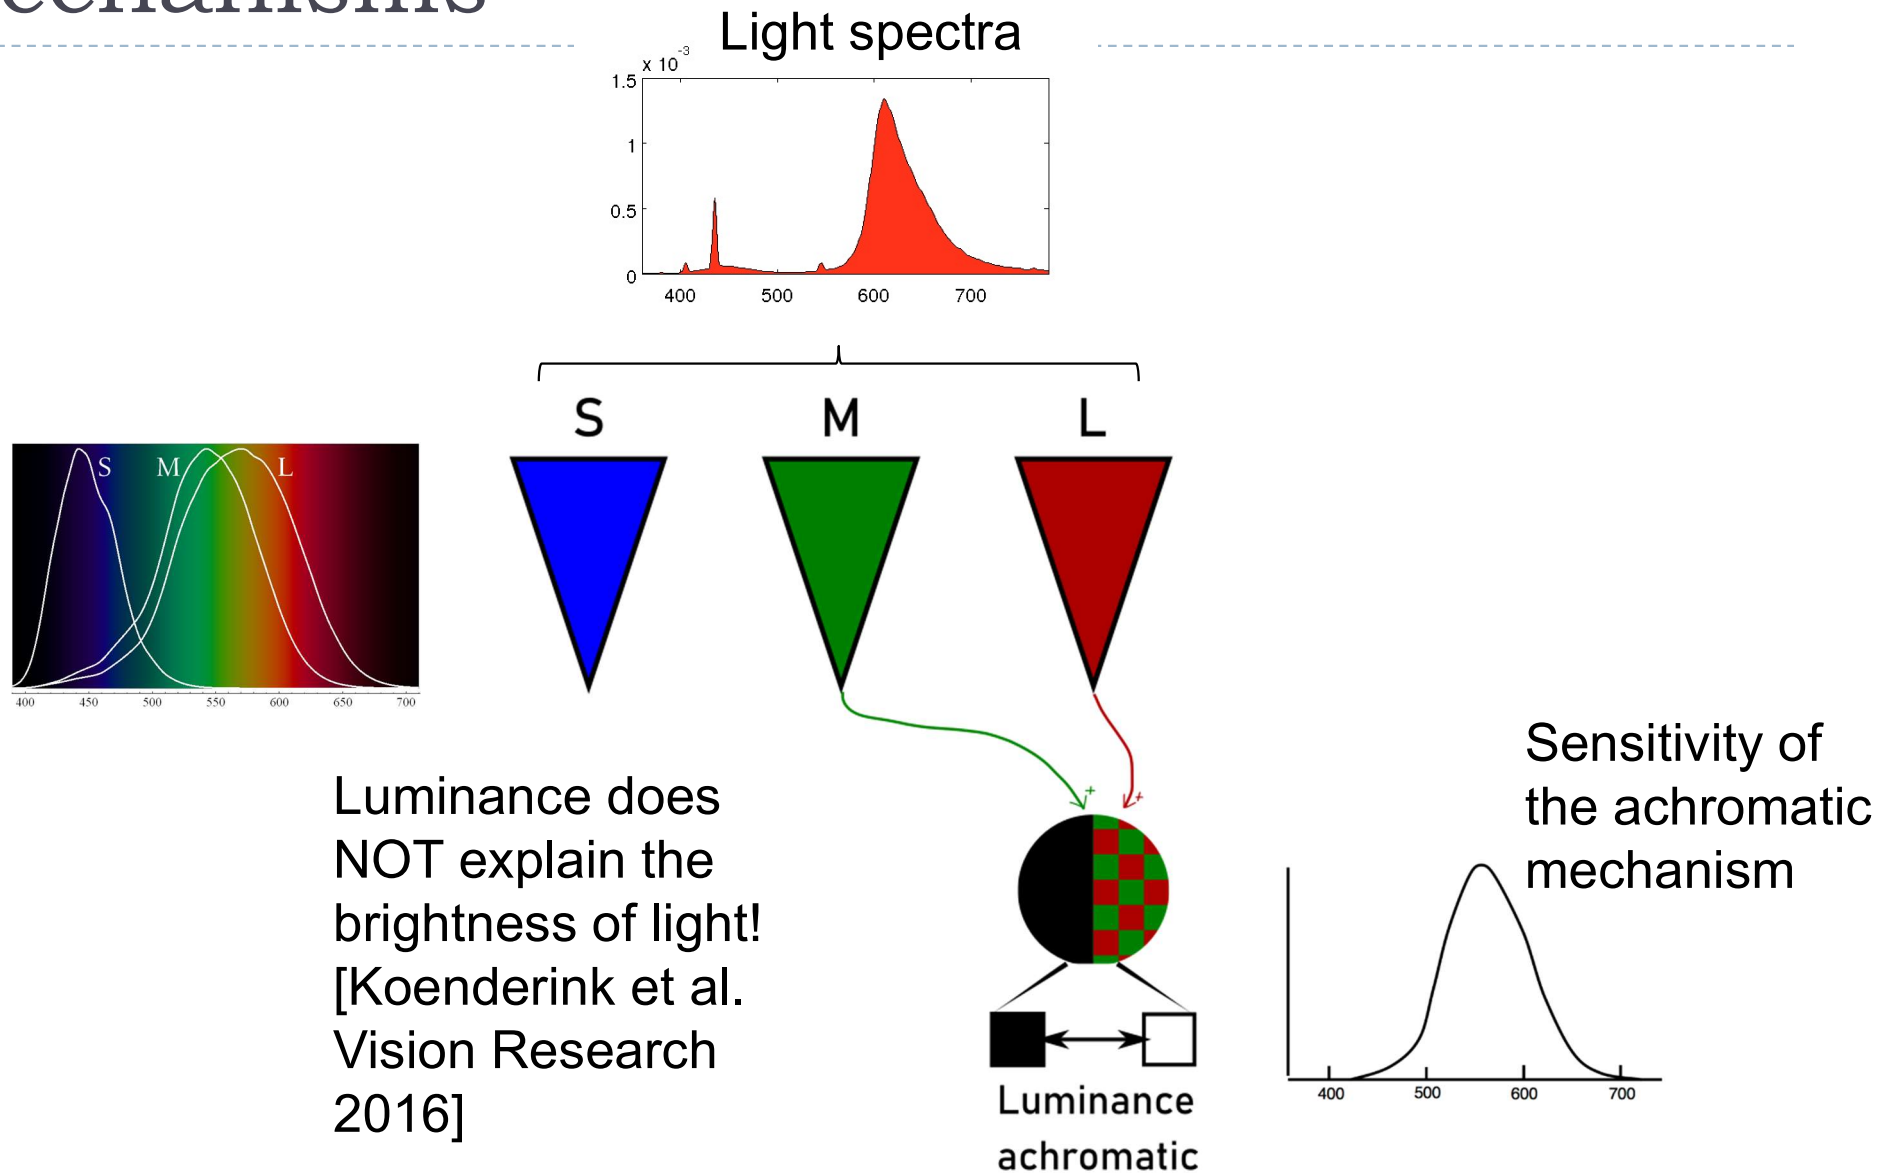 echanisms
Light spectra
x 10 -3
1.5
1
0.5
0
400 500 600 700
S M L
S M L
400 450 500 550 600 650 700
+ +
Luminance does
NOT explain the
brightness of light!
[Koenderink et al.
Vision Research
2016]
Sensitivity of
the achromatic
mechanism
400 500 600 700
Luminance
achromatic